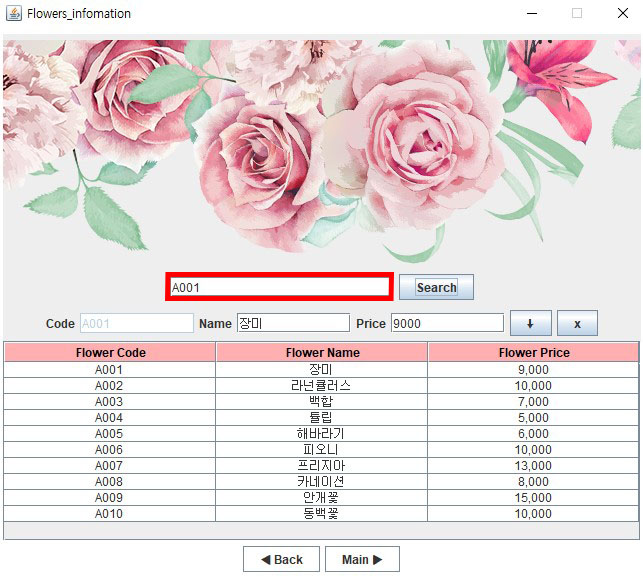 Flowers_infomation
A001 Search
Code A001 Name 장미 Price 9000 ↓ x
Flower Code Flower Name Flower Price
A001 장미 9,000
A002 라넌큘러스 10,000
A003 백합 7,000
A004 튤립 5,000
A005 해바라기 6,000
A006 피오니 10,000
A007 프리지아 13,000
A008 카네이션 8,000
A009 안개꽃 15,000
A010 동백꽃 10,000
◀ Back Main ▶